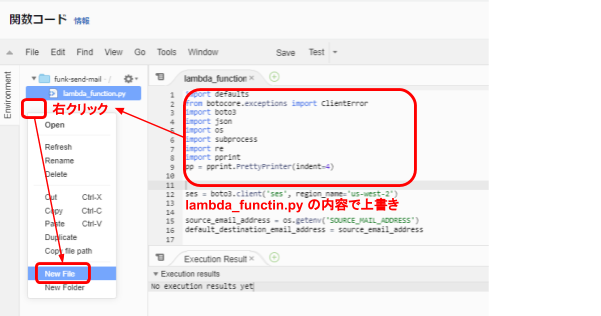 関数コード 情報
File Edit Find View Go Tools Window Save Test
Environment
funk-send-mail - /
lambda_function.py
右クリック
Open
Refresh
Rename
Delete
Cut Ctrl-X
Copy Ctrl-C
Paste Ctrl-V
Duplicate
Copy file path
New File
New Folder
lambda_function
1 import defaults
2 from botocore.exceptions import ClientError
3 import boto3
4 import json
5 import os
6 import subprocess
7 import re
8 import pprint
9 pp = pprint.PrettyPrinter(indent=4)
10
11
12 ses = boto3.client('ses', region_name='us-west-2')
lambda_functin.py の内容で上書き
15 source_email_address = os.getenv("SOURCE_MAIL_ADDRESS")
16 default_destination_email_address = source_email_address
17
Execution Result
Execution results
No execution results yet